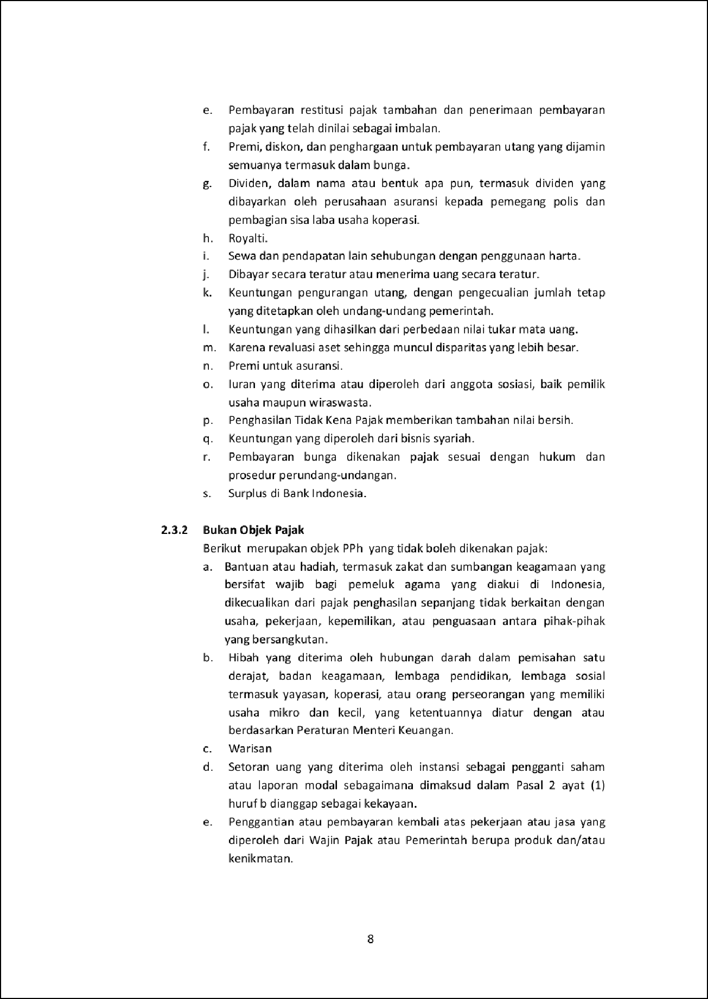 e. Pembayaran restitusi pajak tambahan dan penerimaan pembayaran
pajak yang telah dinilai sebagai imbalan.
f. Premi, diskon, dan penghargaan untuk pembayaran utang yang dijamin
semuanya termasuk dalam bunga.
g. Dividen, dalam nama atau bentuk apa pun, termasuk dividen yang
dibayarkan oleh perusahaan asuransi kepada pemegang polis dan
pembagian sisa laba usaha koperasi.
h. Royalti.
i. Sewa dan pendapatan lain sehubungan dengan penggunaan harta.
j. Dibayar secara teratur atau menerima uang secara teratur.
k. Keuntungan pengurangan utang, dengan pengecualian jumlah tetap
yang ditetapkan oleh undang-undang pemerintah.
l. Keuntungan yang dihasilkan dari perbedaan nilai tukar mata uang.
m. Karena revaluasi aset sehingga muncul disparitas yang lebih besar.
n. Premi untuk asuransi.
o. Iuran yang diterima atau diperoleh dari anggota sosiasi, baik pemilik
usaha maupun wiraswasta.
p. Penghasilan Tidak Kena Pajak memberikan tambahan nilai bersih.
q. Keuntungan yang diperoleh dari bisnis syariah.
r. Pembayaran bunga dikenakan pajak sesuai dengan hukum dan
prosedur perundang-undangan.
s. Surplus di Bank Indonesia.
2.3.2 Bukan Objek Pajak
Berikut merupakan objek PPh yang tidak boleh dikenakan pajak:
a. Bantuan atau hadiah, termasuk zakat dan sumbangan keagamaan yang
bersifat wajib bagi pemeluk agama yang diakui di Indonesia,
dikecualikan dari pajak penghasilan sepanjang tidak berkaitan dengan
usaha, pekerjaan, kepemilikan, atau penguasaan antara pihak-pihak
yang bersangkutan.
b. Hibah yang diterima oleh hubungan darah dalam pemisahan satu
derajat, badan keagamaan, lembaga pendidikan, lembaga sosial
termasuk yayasan, koperasi, atau orang perseorangan yang memiliki
usaha mikro dan kecil, yang ketentuannya diatur dengan atau
berdasarkan Peraturan Menteri Keuangan.
c. Warisan
d. Setoran uang yang diterima oleh instansi sebagai pengganti saham
atau laporan modal sebagaimana dimaksud dalam Pasal 2 ayat (1)
huruf b dianggap sebagai kekayaan.
e. Penggantian atau pembayaran kembali atas pekerjaan atau jasa yang
diperoleh dari Wajin Pajak atau Pemerintah berupa produk dan/atau
kenikmatan.
8